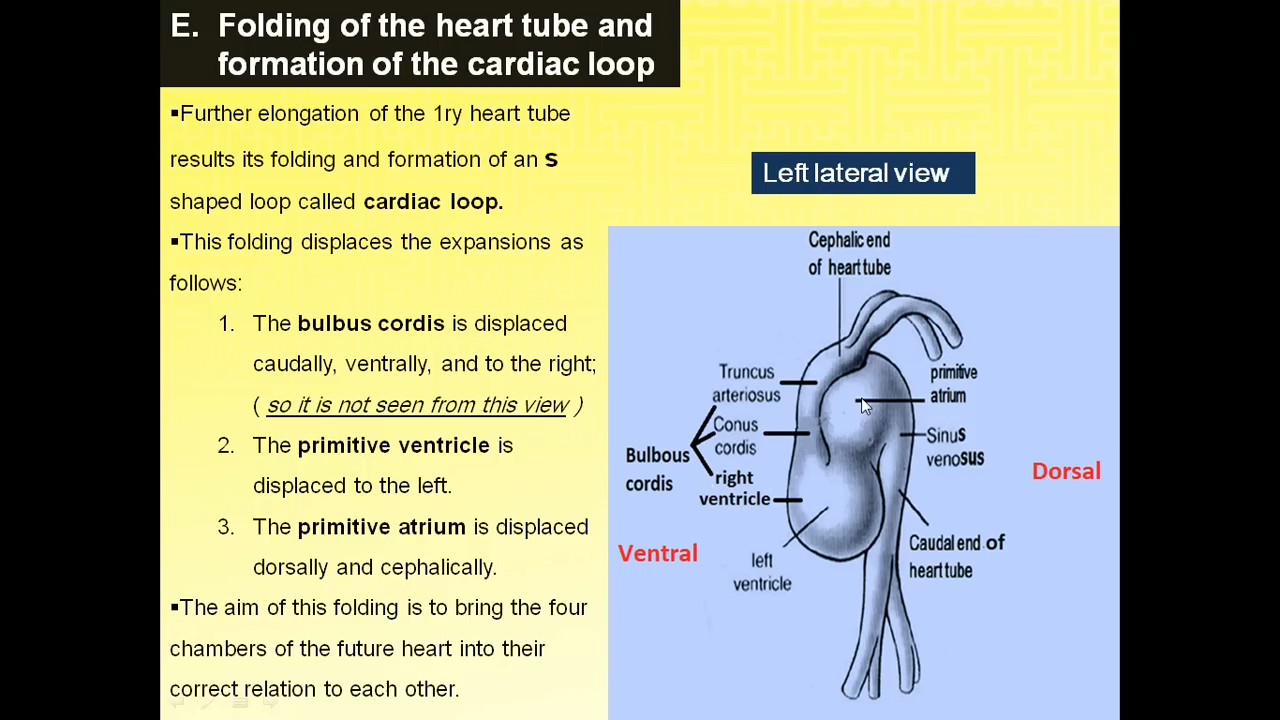 E. Folding of the heart tube and
formation of the cardiac loop
▪Further elongation of the 1ry heart tube
results its folding and formation of an s
shaped loop called cardiac loop.
▪This folding displaces the expansions as
follows:
1. The bulbus cordis is displaced
caudally, ventrally, and to the right;
( so it is not seen from this view )
2. The primitive ventricle is
displaced to the left.
3. The primitive atrium is displaced
dorsally and cephalically.
▪The aim of this folding is to bring the four
chambers of the future heart into their
correct relation to each other.
Left lateral view
Cephalic end
of heart tube
Truncus
arteriosus
Conus
cordis
Bulbous
cordis
right
ventricle
Ventral
left
ventricle
primitive
atrium
Sinus
venosus
Dorsal
Caudal end of
heart tube